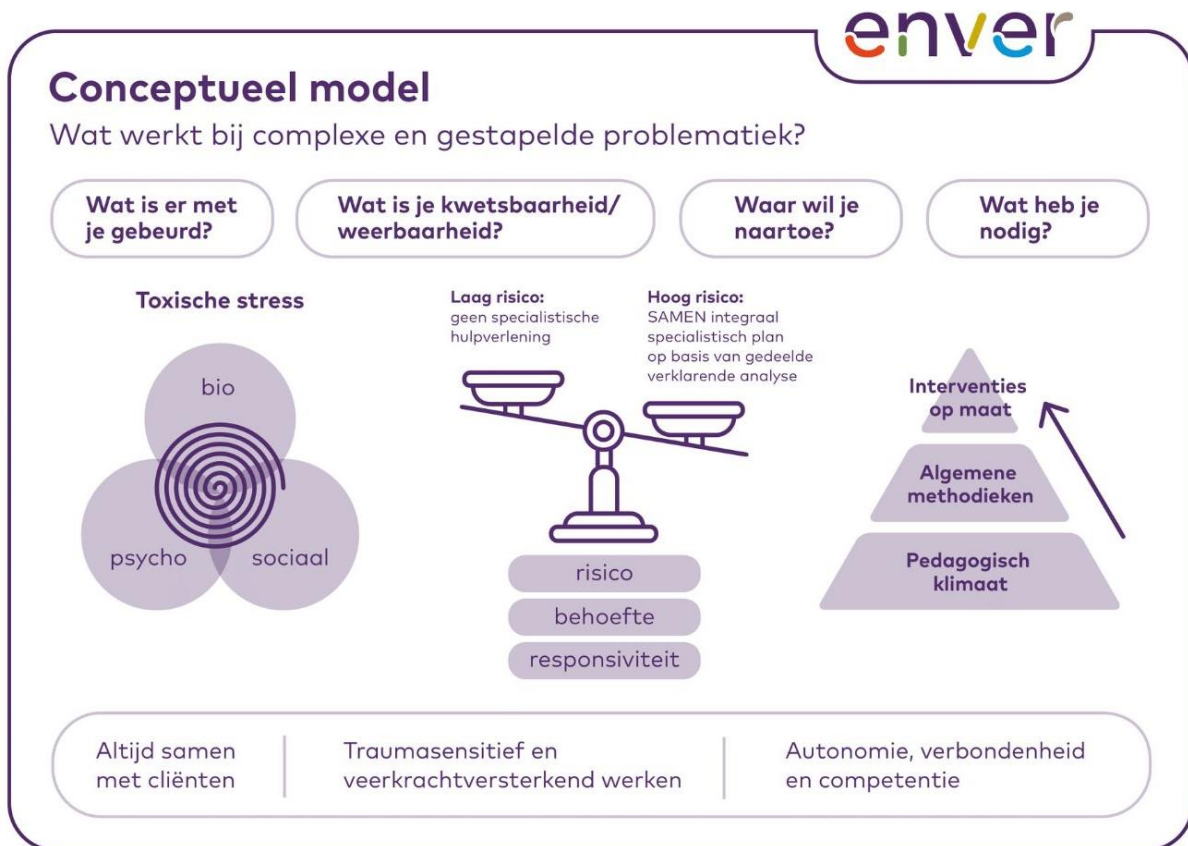 enver
Conceptueel model
Wat werkt bij complexe en gestapelde problematiek?
Wat is er met
je gebeurd?
Wat is je kwetsbaarheid/
weerbaarheid?
Waar wil je
naartoe?
Wat heb je
nodig?
Toxische stress
bio
psycho
sociaal
Laag risico:
geen specialistische
hulpverlening
Hoog risico:
SAMEN integraal
specialistisch plan
op basis van gedeelde
verklarende analyse
risico
behoefte
responsiviteit
Interventies
op maat
Algemene
methodieken
Pedagogisch
klimaat
Altijd samen
met cliënten
Traumasensitief en
veerkrachtversterkend werken
Autonomie, verbondenheid
en competentie